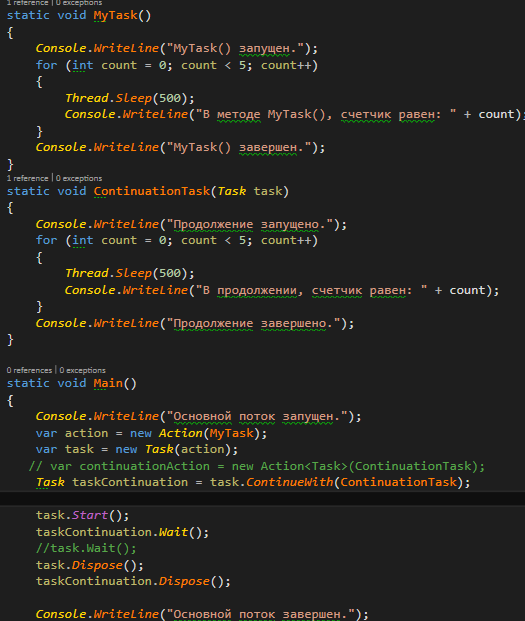 1 reference | 0 exceptions
static void MyTask()
{
    Console.WriteLine("MyTask() запущен.");
    for (int count = 0; count < 5; count++)
    {
        Thread.Sleep(500);
        Console.WriteLine("В методе MyTask(), счетчик равен: " + count);
    }
    Console.WriteLine("MyTask() завершен.");
}
1 reference | 0 exceptions
static void ContinuationTask(Task task)
{
    Console.WriteLine("Продолжение запущено.");
    for (int count = 0; count < 5; count++)
    {
        Thread.Sleep(500);
        Console.WriteLine("В продолжении, счетчик равен: " + count);
    }
    Console.WriteLine("Продолжение завершено.");
}
0 references | 0 exceptions
static void Main()
{
    Console.WriteLine("Основной поток запущен.");
    var action = new Action(MyTask);
    var task = new Task(action);
   // var continuationAction = new Action<Task>(ContinuationTask);
    Task taskContinuation = task.ContinueWith(ContinuationTask);
    task.Start();
    taskContinuation.Wait();
    //task.Wait();
    task.Dispose();
    taskContinuation.Dispose();
    Console.WriteLine("Основной поток завершен.");